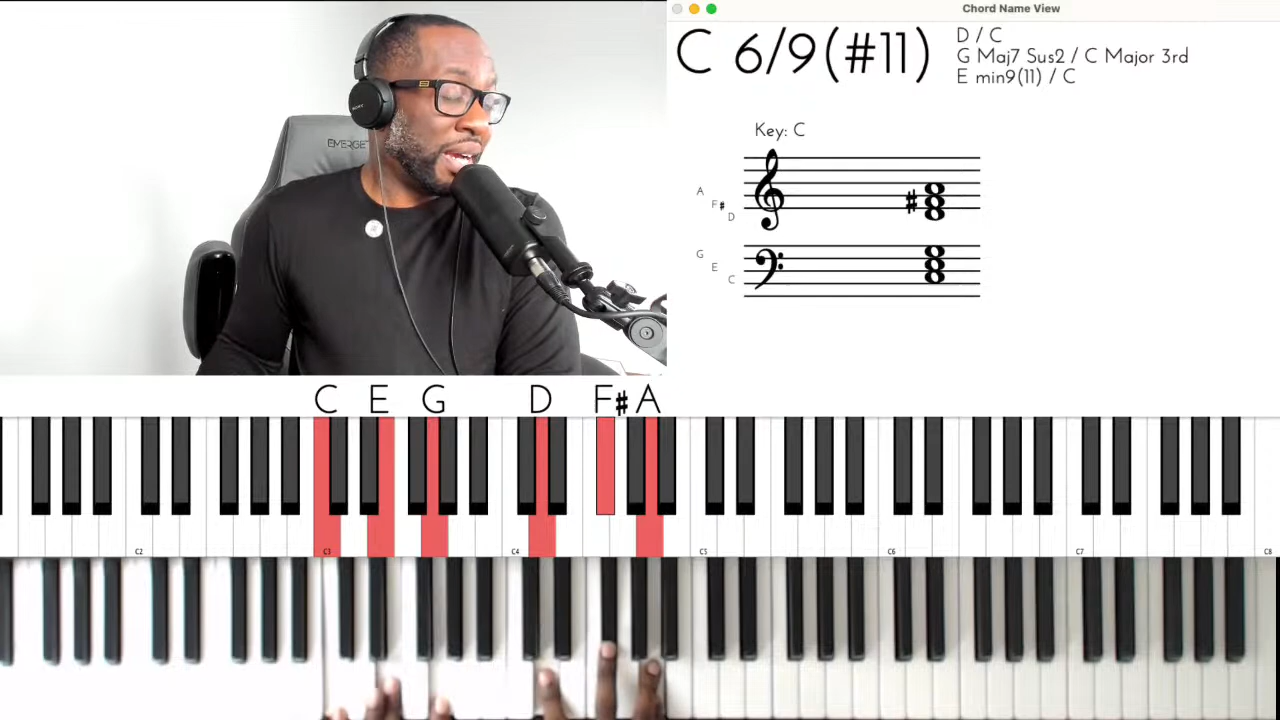 Chord Name View
C 6/9(#11)
D / C
G Maj7 Sus2 / C Major 3rd
E min9(11) / C
Key: C
A
F#
D
G
E
C
EMERGE
SONY
C E G D F# A
C2 C3 C4 C5 C6 C7 C8